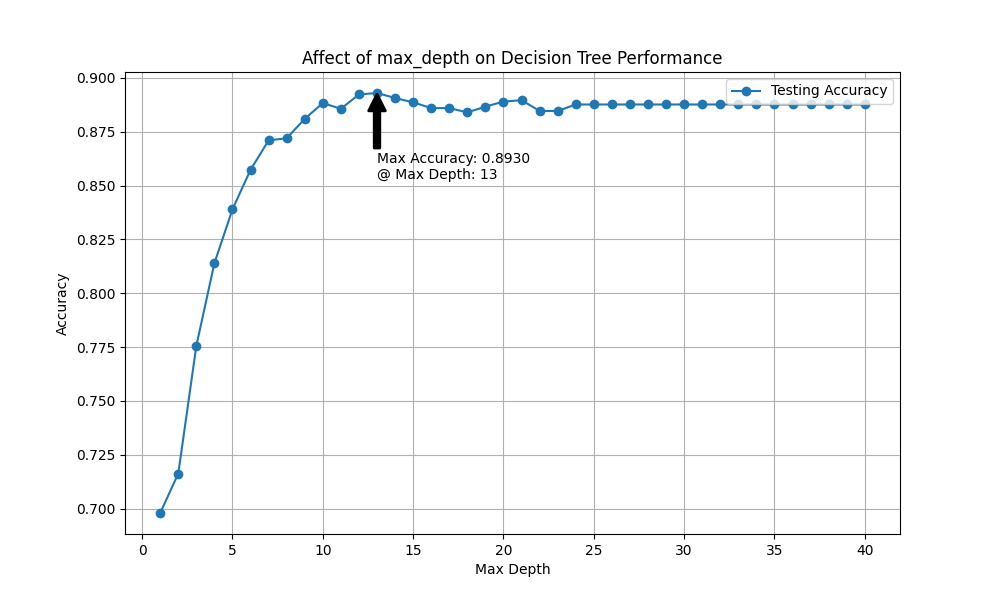 Affect of max_depth on Decision Tree Performance
0.900
0.875
0.850
0.825
0.800
0.775
0.750
0.725
0.700
Accuracy
Testing Accuracy
Max Accuracy: 0.8930
@ Max Depth: 13
0 5 10 15 20 25 30 35 40
Max Depth